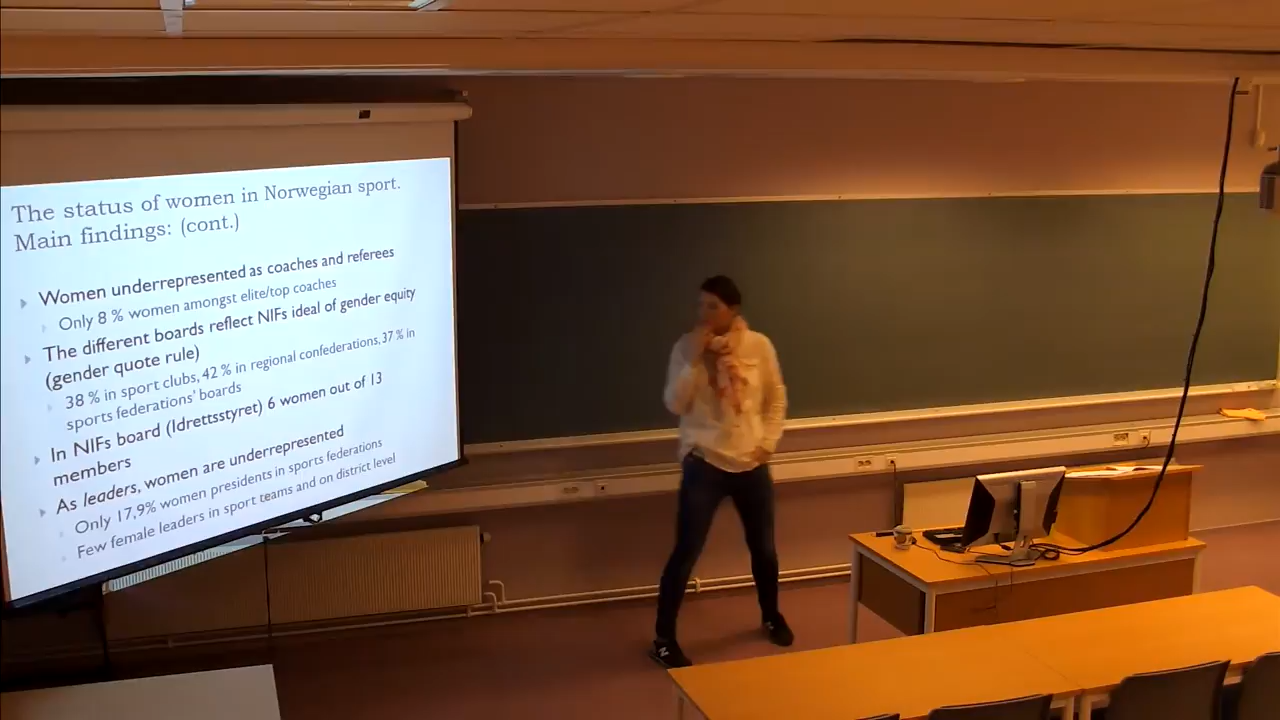 The status of women in Norwegian sport.
Main findings: (cont.)
Women underrepresented as coaches and referees
Only 8 % women amongst elite/top coaches
The different boards reflect NIFs ideal of gender equity
(gender quote rule)
38 % in sport clubs, 42 % in regional confederations, 37 % in
sports federations' boards
In NIFs board (Idrettsstyret) 6 women out of 13
members
As leaders, women are underrepresented
Only 17,9% women presidents in sports federations
Few female leaders in sport teams and on district level
N